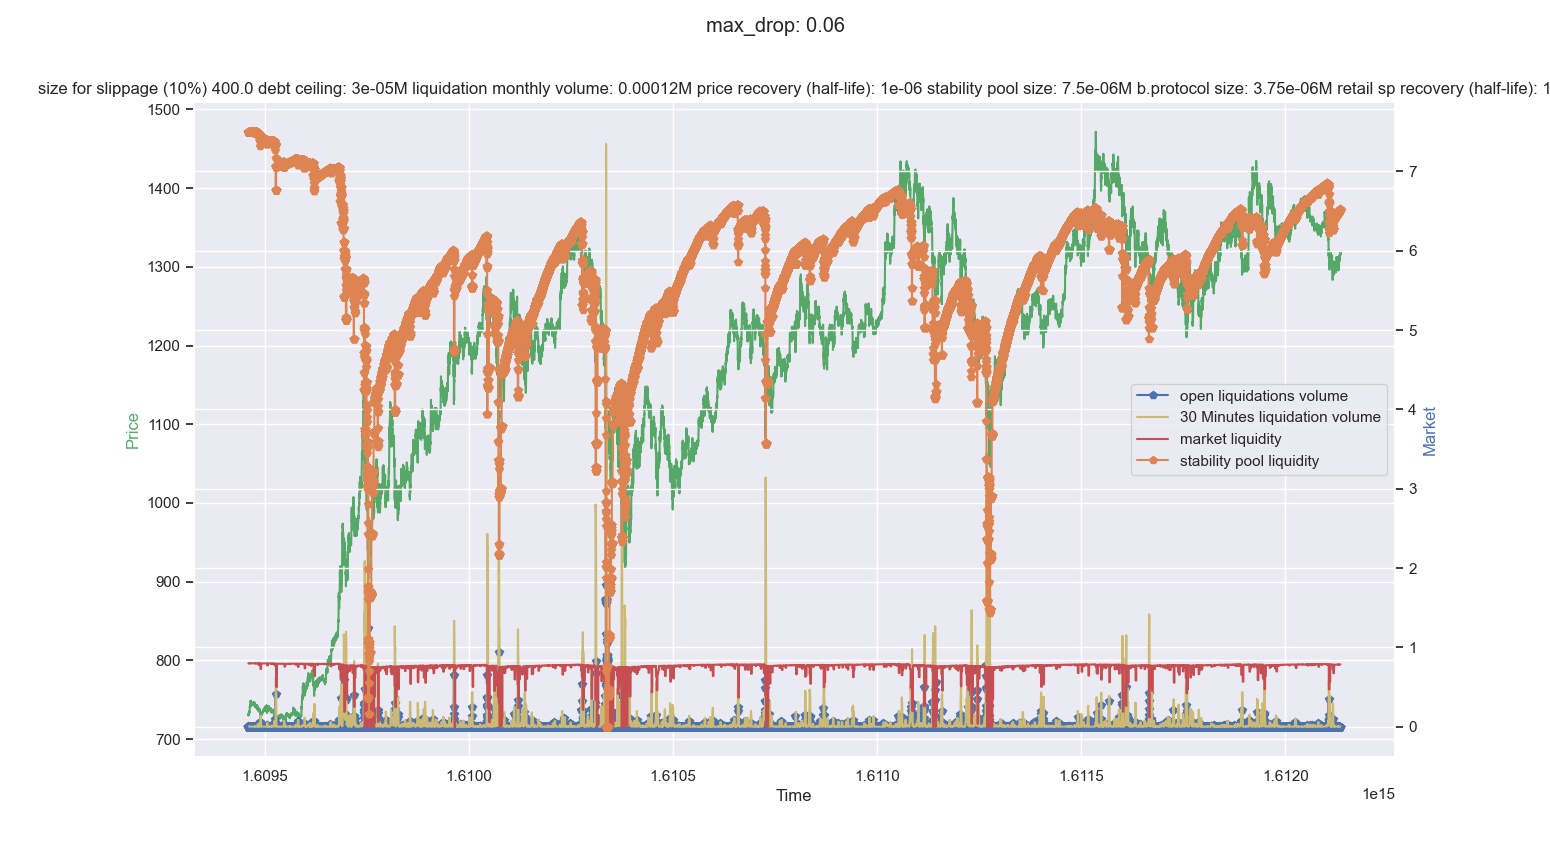 max_drop: 0.06
size for slippage (10%) 400.0 debt ceiling: 3e-05M liquidation monthly volume: 0.00012M price recovery (half-life): 1e-06 stability pool size: 7.5e-06M b.protocol size: 3.75e-06M retail sp recovery (half-life): 1
1500
1400
1300
1200
1100
1000
900
800
700
Price
7
6
5
4
3
2
1
0
Market
open liquidations volume
30 Minutes liquidation volume
market liquidity
stability pool liquidity
1.6095
1.6100
1.6105
1.6110
1.6115
1.6120
1e15
Time